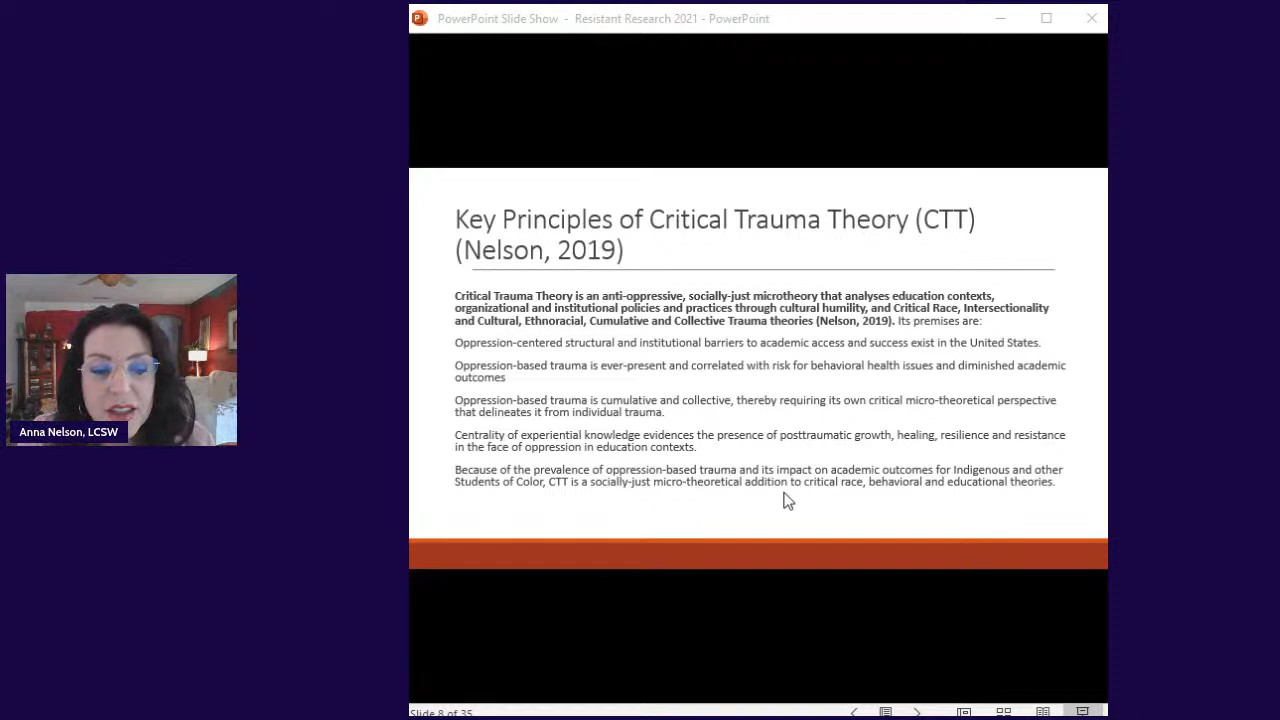 PowerPoint Slide Show - Resistant Research 2021 - PowerPoint
Key Principles of Critical Trauma Theory (CTT)
(Nelson, 2019)
Critical Trauma Theory is an anti-oppressive, socially-just microtheory that analyses education contexts,
organizational and institutional policies and practices through cultural humility, and Critical Race, Intersectionality
and Cultural, Ethnoracial, Cumulative and Collective Trauma theories (Nelson, 2019). Its premises are:
Oppression-centered structural and institutional barriers to academic access and success exist in the United States.
Oppression-based trauma is ever-present and correlated with risk for behavioral health issues and diminished academic
outcomes
Oppression-based trauma is cumulative and collective, thereby requiring its own critical micro-theoretical perspective
that delineates it from individual trauma.
Centrality of experiential knowledge evidences the presence of posttraumatic growth, healing, resilience and resistance
in the face of oppression in education contexts.
Because of the prevalence of oppression-based trauma and its impact on academic outcomes for Indigenous and other
Students of Color, CTT is a socially-just micro-theoretical addition to critical race, behavioral and educational theories.
Anna Nelson, LCSW
Slide 8 of 35